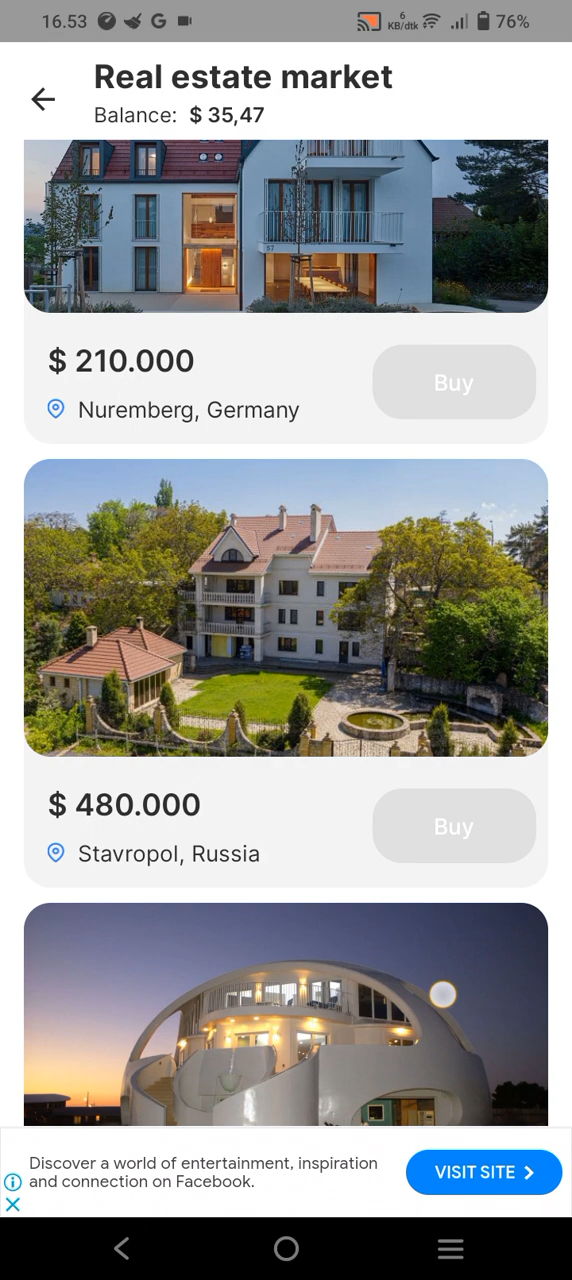 16.53
6
KB/dtk
76%
Real estate market
Balance: $ 35,47
57
$ 210.000
Buy
Nuremberg, Germany
$ 480.000
Buy
Stavropol, Russia
Discover a world of entertainment, inspiration
and connection on Facebook.
VISIT SITE